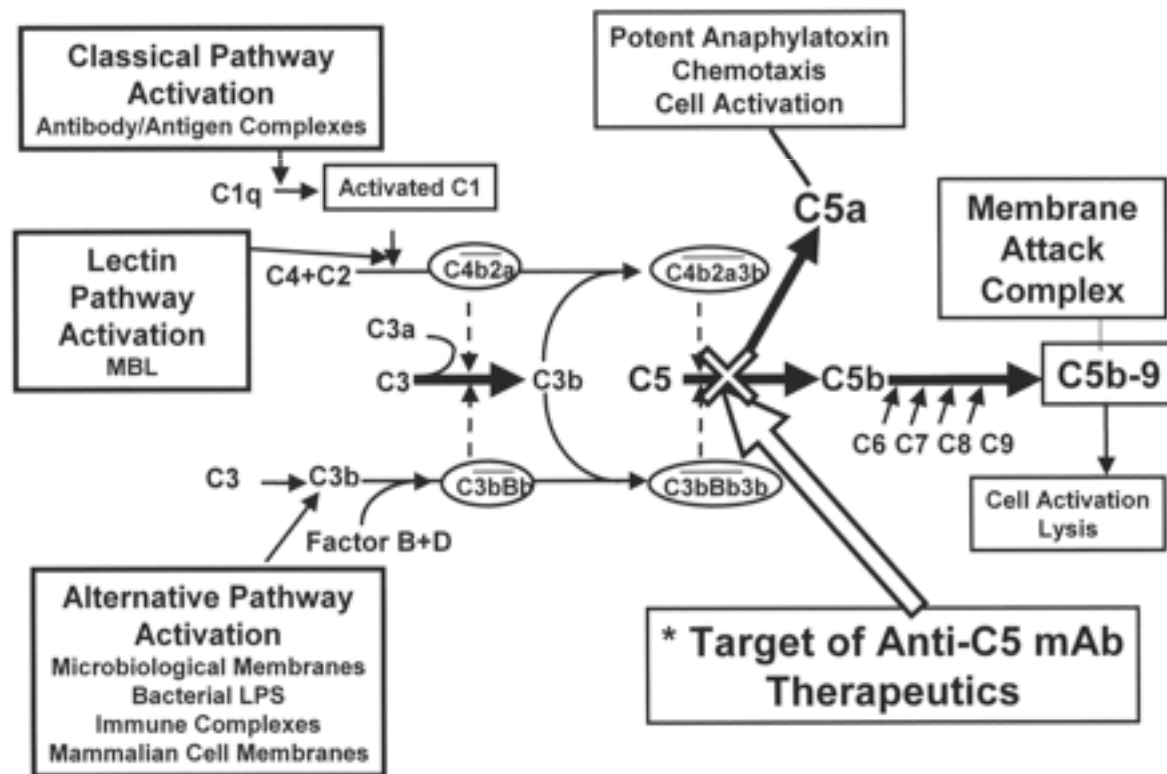 Classical Pathway
Activation
Antibody/Antigen Complexes
Potent Anaphylatoxin
Chemotaxis
Cell Activation
C1q
Activated C1
C5a
Membrane
Attack
Complex
Lectin
Pathway
Activation
MBL
C4+C2
C4b2a
C4b2a3b
C3a
C3
C3b
C5
C5b
C5b-9
C6 C7 C8 C9
C3
C3b
C3bBb
C3bBb3b
Factor B+D
Cell Activation
Lysis
Alternative Pathway
Activation
Microbiological Membranes
Bacterial LPS
Immune Complexes
Mammalian Cell Membranes
* Target of Anti-C5 mAb
Therapeutics